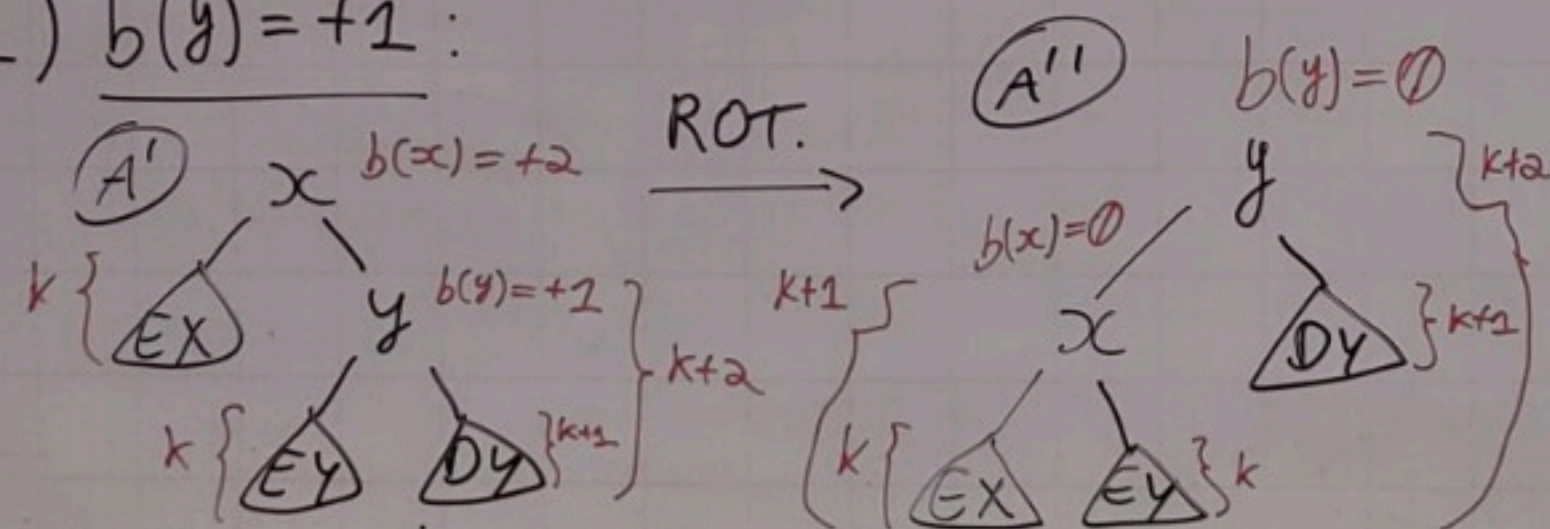 -) b(y)=+1 :
A' x b(x)=+2 ROT. A'' b(y)=0
y k+2
b(x)=0
k { EX y b(y)=+1 } k+2 k+1 { x DY } k+1
k { EY DY } k+1 k { EX EY } k